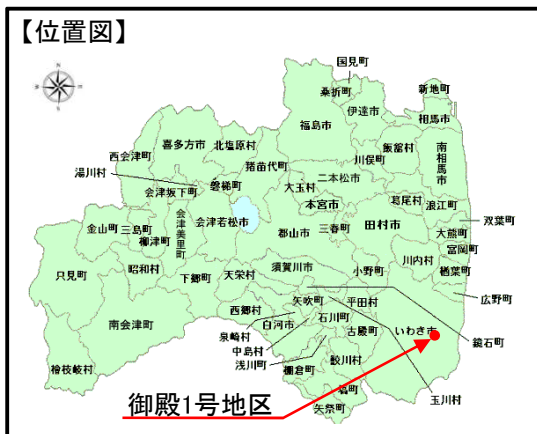 【位置図】
国見町
桑折町
新地町
伊達市
相馬市
福島市
喜多方市
北塩原村
飯舘村
南相馬市
西会津町
川俣町
猪苗代町
湯川村
二本松市
磐梯町
大玉村
会津坂下町
葛尾村
浪江町
本宮市
双葉町
金山町
三島町
会津美里町
会津若松市
田村市
郡山市
三春町
大熊町
柳津町
富岡町
川内村
昭和村
須賀川市
只見町
下郷町
天栄村
小野町
楢葉町
広野町
矢吹町
平田村
西郷村
石川町
南会津町
白河市
古殿町
いわき市
泉崎村
鏡石町
中島村
浅川町
鮫川村
檜枝岐村
棚倉町
塙町
玉川村
御殿1号地区
矢祭町